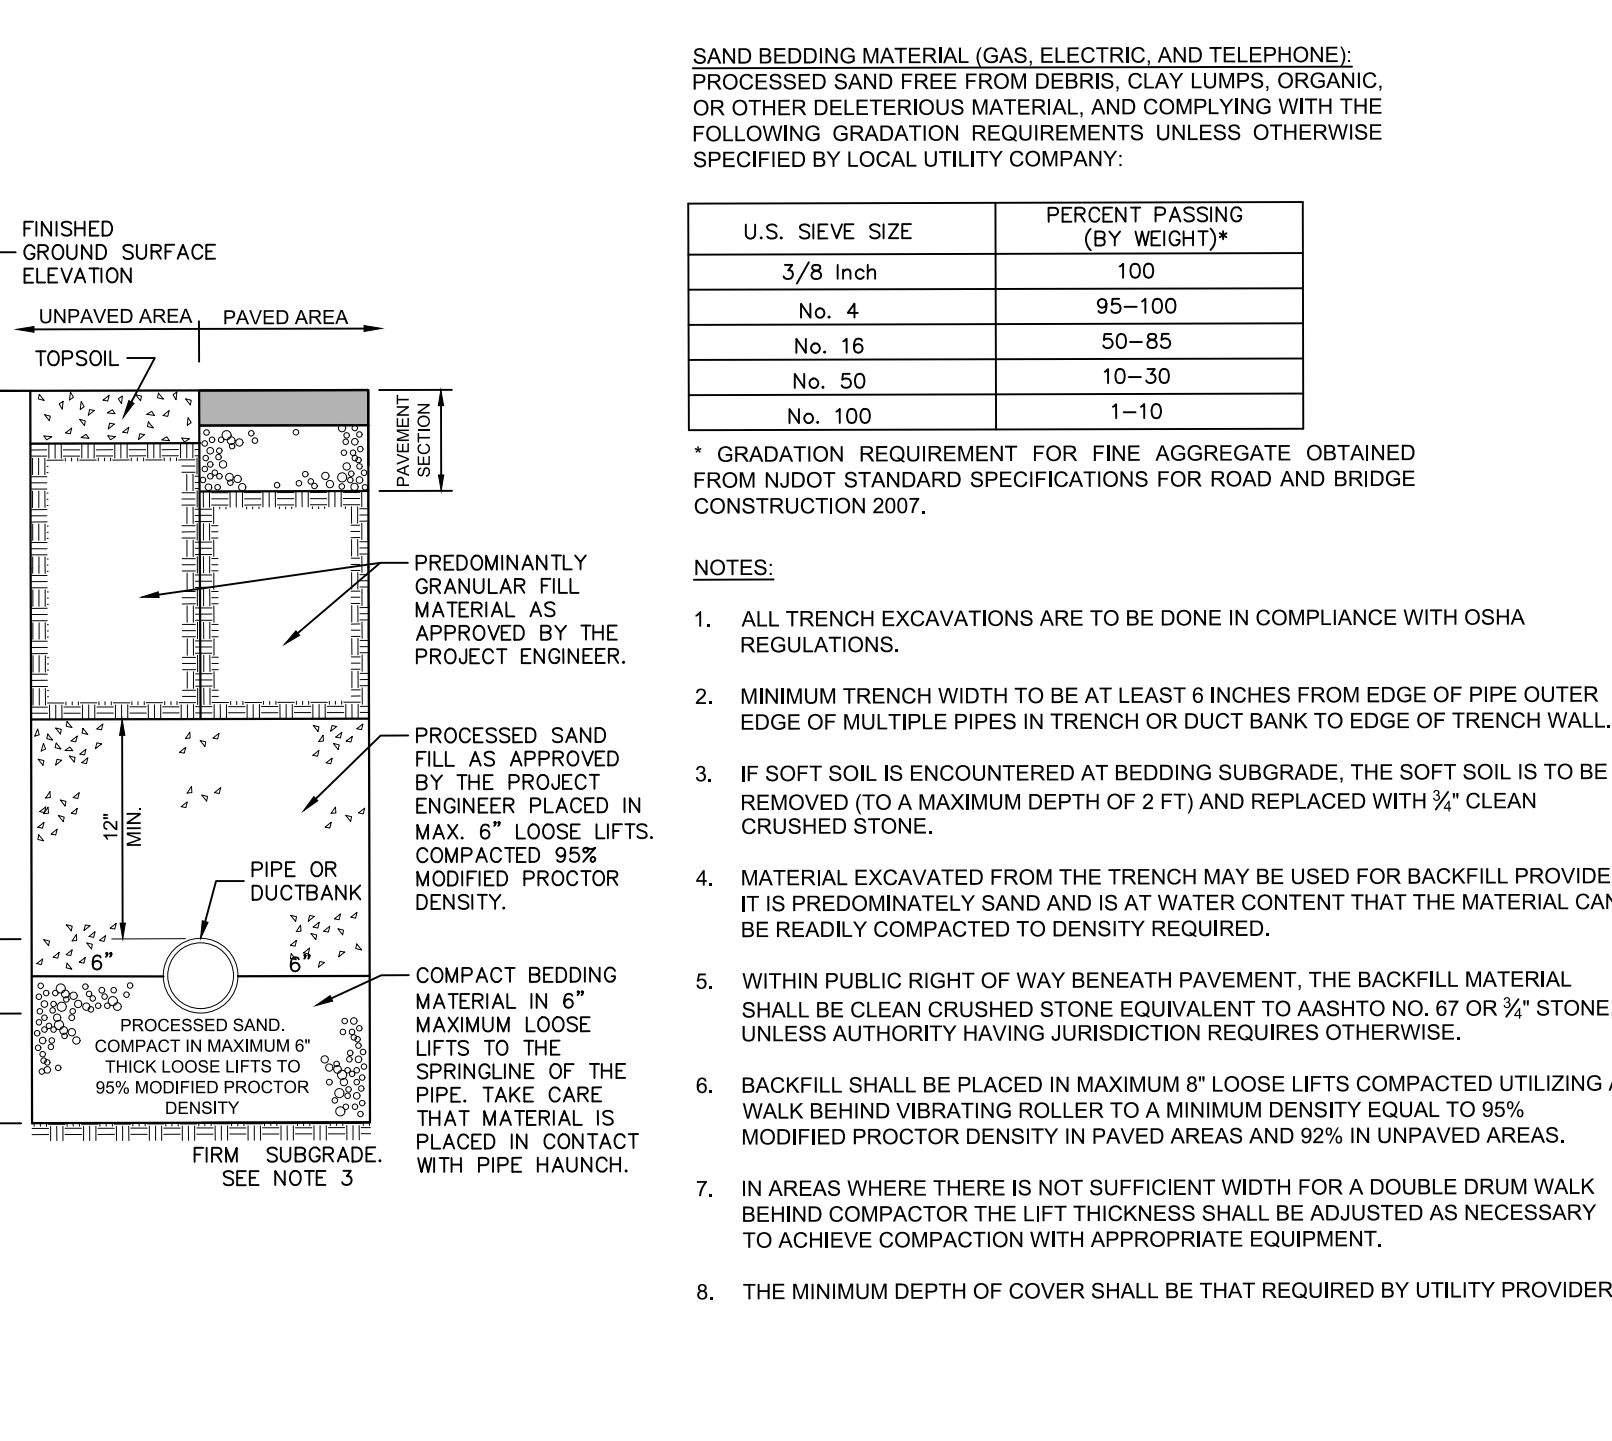 SAND BEDDING MATERIAL (GAS, ELECTRIC, AND TELEPHONE):
PROCESSED SAND FREE FROM DEBRIS, CLAY LUMPS, ORGANIC,
OR OTHER DELETERIOUS MATERIAL, AND COMPLYING WITH THE
FOLLOWING GRADATION REQUIREMENTS UNLESS OTHERWISE
SPECIFIED BY LOCAL UTILITY COMPANY:
U.S. SIEVE SIZE PERCENT PASSING
(BY WEIGHT)*
3/8 Inch 100
No. 4 95-100
No. 16 50-85
No. 50 10-30
No. 100 1-10
* GRADATION REQUIREMENT FOR FINE AGGREGATE OBTAINED
FROM NJDOT STANDARD SPECIFICATIONS FOR ROAD AND BRIDGE
CONSTRUCTION 2007.
FINISHED
GROUND SURFACE
ELEVATION
UNPAVED AREA
PAVED AREA
TOPSOIL
PAVEMENT
SECTION
PREDOMINANTLY
GRANULAR FILL
MATERIAL AS
APPROVED BY THE
PROJECT ENGINEER.
PROCESSED SAND
FILL AS APPROVED
BY THE PROJECT
ENGINEER PLACED IN
MAX. 6" LOOSE LIFTS.
COMPACTED 95%
MODIFIED PROCTOR
DENSITY.
12"
MIN.
PIPE OR
DUCTBANK
6"
6"
COMPACT BEDDING
MATERIAL IN 6"
MAXIMUM LOOSE
LIFTS TO THE
SPRINGLINE OF THE
PIPE. TAKE CARE
THAT MATERIAL IS
PLACED IN CONTACT
WITH PIPE HAUNCH.
PROCESSED SAND.
COMPACT IN MAXIMUM 6"
THICK LOOSE LIFTS TO
95% MODIFIED PROCTOR
DENSITY
FIRM SUBGRADE.
SEE NOTE 3
NOTES:
1. ALL TRENCH EXCAVATIONS ARE TO BE DONE IN COMPLIANCE WITH OSHA
REGULATIONS.
2. MINIMUM TRENCH WIDTH TO BE AT LEAST 6 INCHES FROM EDGE OF PIPE OUTER
EDGE OF MULTIPLE PIPES IN TRENCH OR DUCT BANK TO EDGE OF TRENCH WALL.
3. IF SOFT SOIL IS ENCOUNTERED AT BEDDING SUBGRADE, THE SOFT SOIL IS TO BE
REMOVED (TO A MAXIMUM DEPTH OF 2 FT) AND REPLACED WITH ¾" CLEAN
CRUSHED STONE.
4. MATERIAL EXCAVATED FROM THE TRENCH MAY BE USED FOR BACKFILL PROVIDE
IT IS PREDOMINATELY SAND AND IS AT WATER CONTENT THAT THE MATERIAL CAN
BE READILY COMPACTED TO DENSITY REQUIRED.
5. WITHIN PUBLIC RIGHT OF WAY BENEATH PAVEMENT, THE BACKFILL MATERIAL
SHALL BE CLEAN CRUSHED STONE EQUIVALENT TO AASHTO NO. 67 OR ¾" STONE
UNLESS AUTHORITY HAVING JURISDICTION REQUIRES OTHERWISE.
6. BACKFILL SHALL BE PLACED IN MAXIMUM 8" LOOSE LIFTS COMPACTED UTILIZING A
WALK BEHIND VIBRATING ROLLER TO A MINIMUM DENSITY EQUAL TO 95%
MODIFIED PROCTOR DENSITY IN PAVED AREAS AND 92% IN UNPAVED AREAS.
7. IN AREAS WHERE THERE IS NOT SUFFICIENT WIDTH FOR A DOUBLE DRUM WALK
BEHIND COMPACTOR THE LIFT THICKNESS SHALL BE ADJUSTED AS NECESSARY
TO ACHIEVE COMPACTION WITH APPROPRIATE EQUIPMENT.
8. THE MINIMUM DEPTH OF COVER SHALL BE THAT REQUIRED BY UTILITY PROVIDER